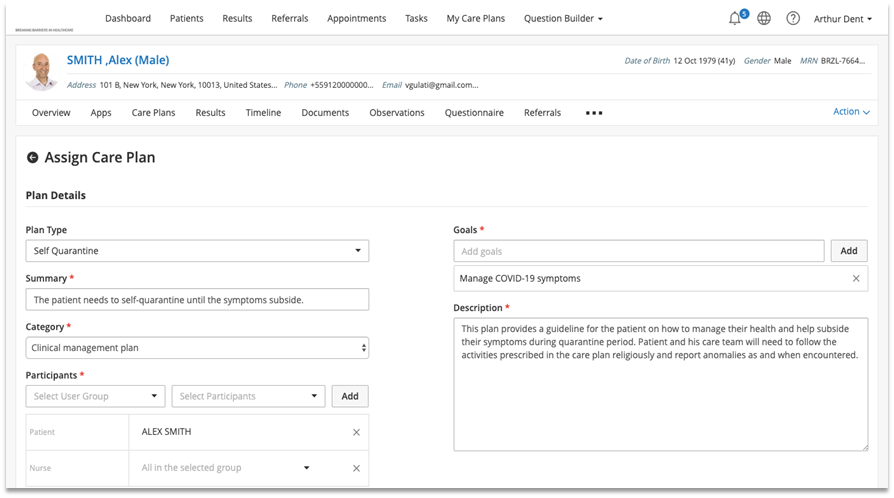 Dashboard Patients Results Referrals Appointments Tasks My Care Plans Question Builder 5 ? Arthur Dent
BREAKING BARRIERS IN HEALTHCARE
SMITH ,Alex (Male)
Date of Birth 12 Oct 1979 (41y) Gender Male MRN BRZL-7664...
Address 101 B, New York, New York, 10013, United States... Phone +559120000000... Email vgulati@gmail.com...
Overview Apps Care Plans Results Timeline Documents Observations Questionnaire Referrals Action
Assign Care Plan
Plan Details
Plan Type
Self Quarantine
Summary *
The patient needs to self-quarantine until the symptoms subside.
Category *
Clinical management plan
Participants *
Select User Group Select Participants Add
Patient ALEX SMITH
Nurse All in the selected group
Goals *
Add goals Add
Manage COVID-19 symptoms
Description *
This plan provides a guideline for the patient on how to manage their health and help subside
their symptoms during quarantine period. Patient and his care team will need to follow the
activities prescribed in the care plan religiously and report anomalies as and when encountered.